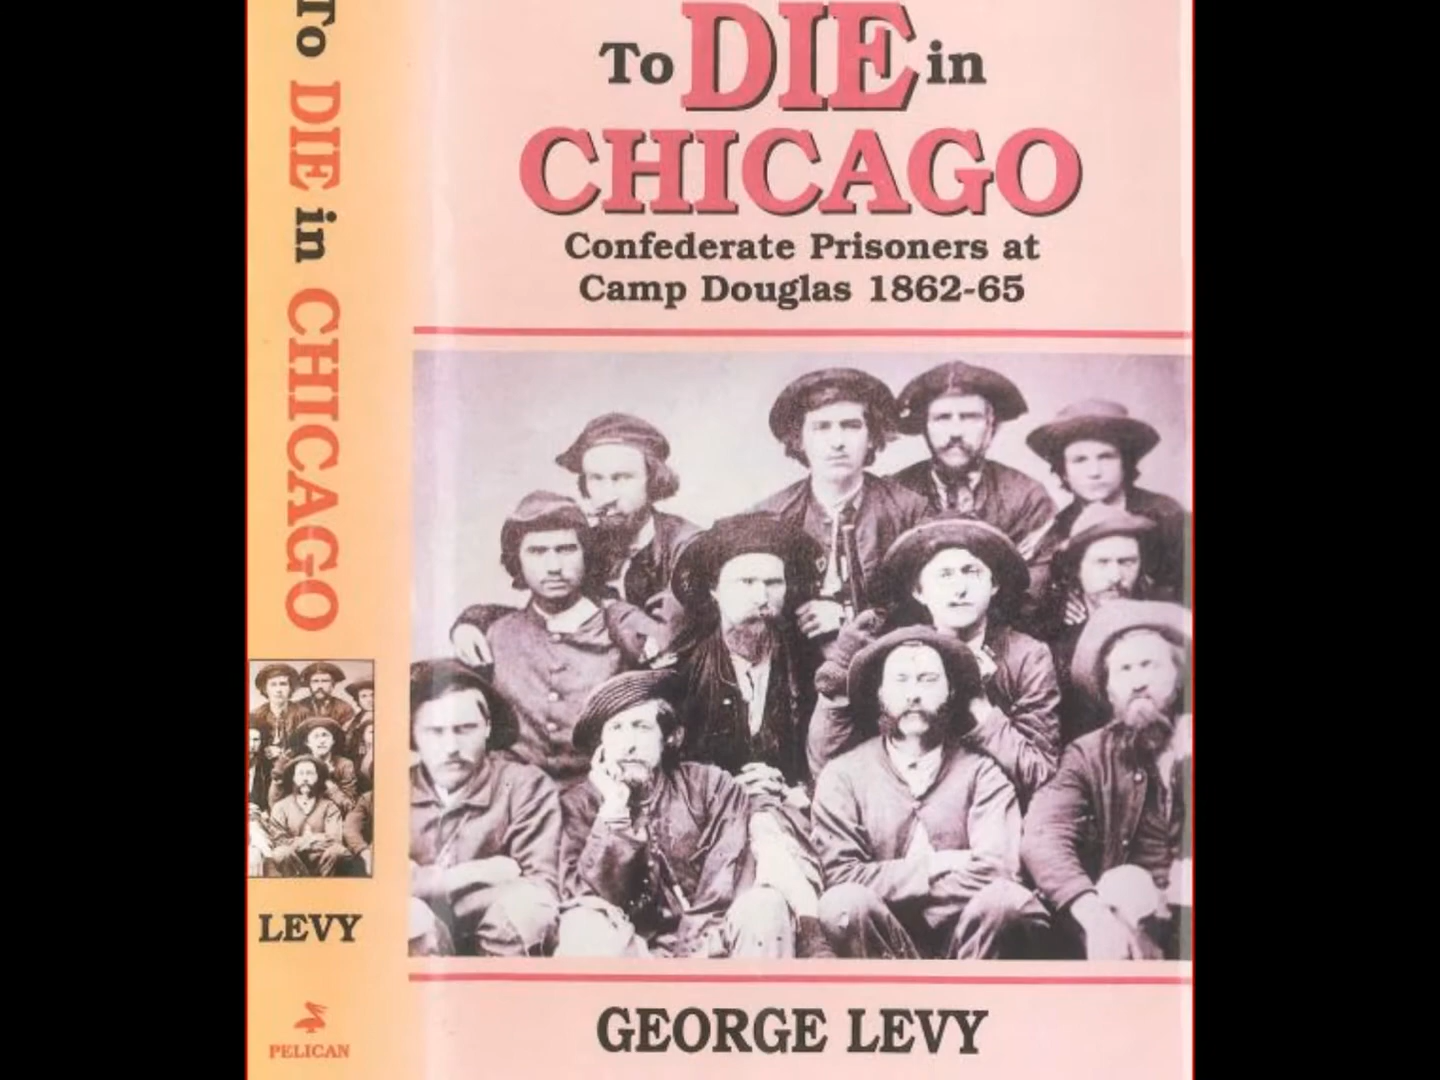 To DIE in CHICAGO
LEVY
PELICAN
To DIE in
CHICAGO
Confederate Prisoners at
Camp Douglas 1862-65
GEORGE LEVY